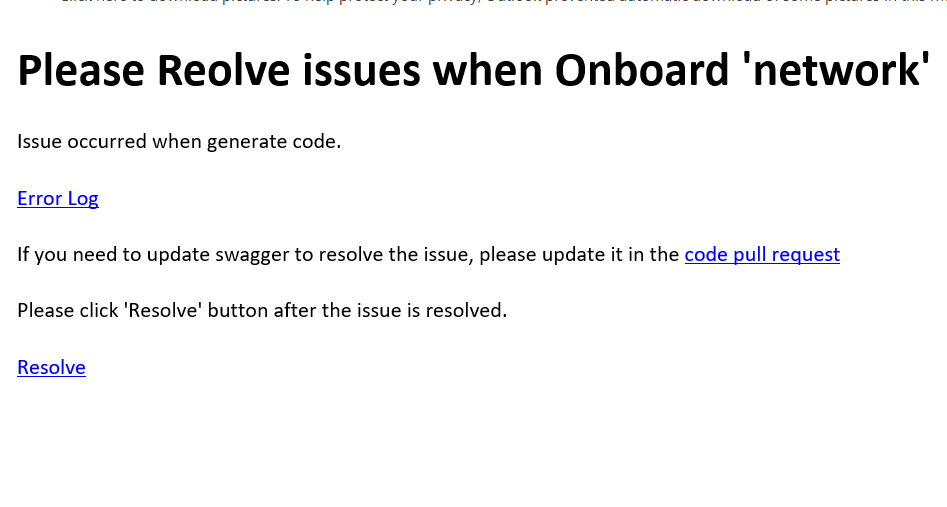 Please Reolve issues when Onboard 'network'
Issue occurred when generate code.
Error Log
If you need to update swagger to resolve the issue, please update it in the code pull request
Please click 'Resolve' button after the issue is resolved.
Resolve